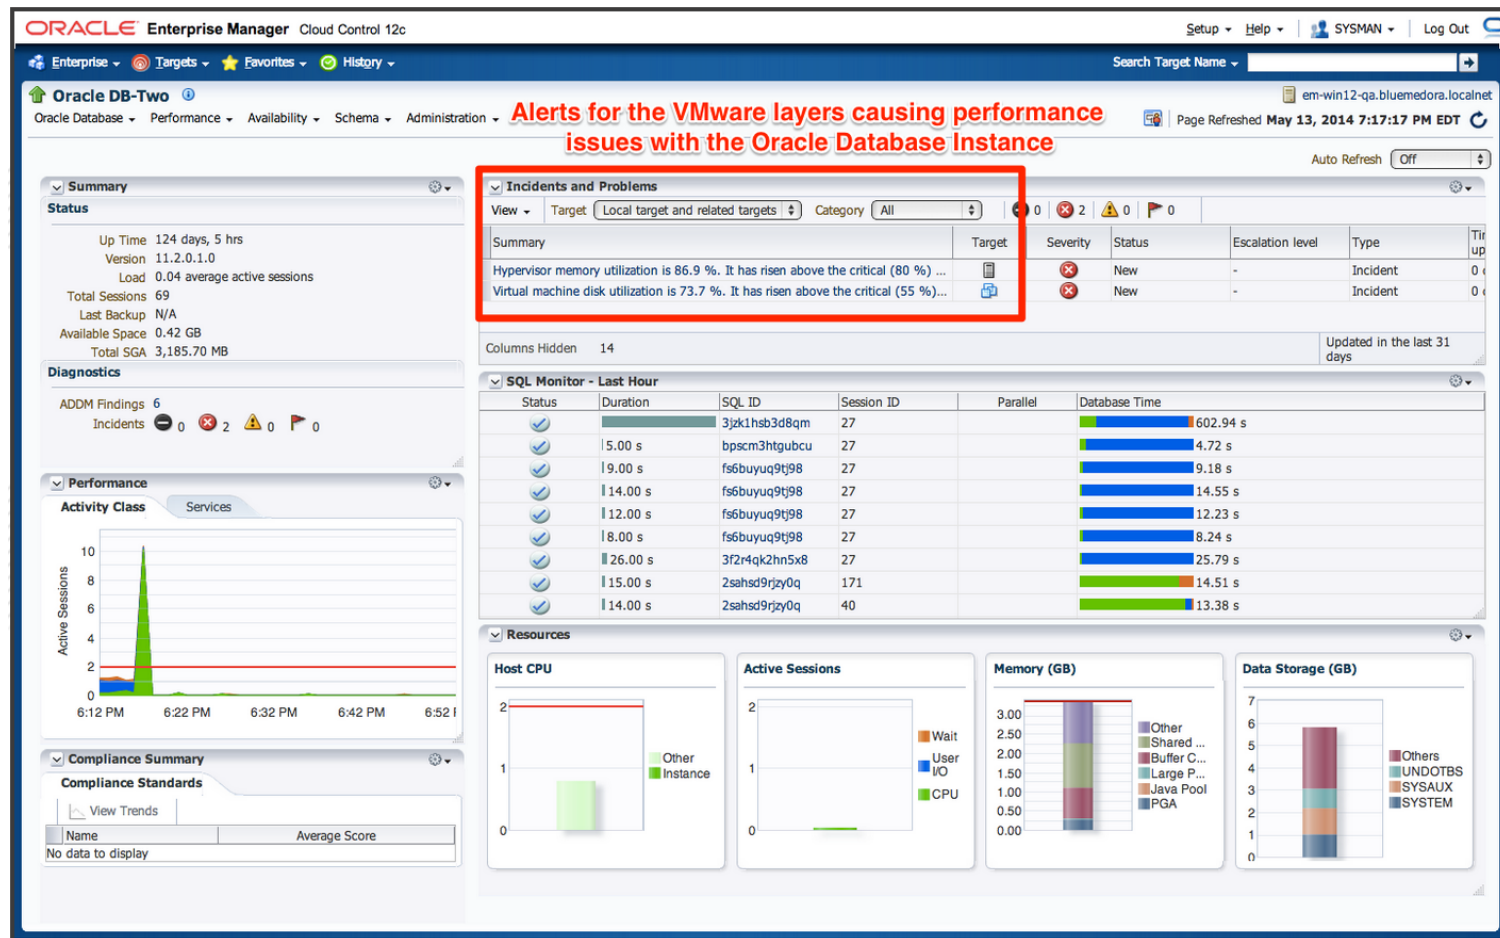 ORACLE Enterprise Manager Cloud Control 12c
Setup Help SYSMAN Log Out
Enterprise Targets Favorites History
Search Target Name
Oracle DB-Two
em-win12-qa.bluemedora.localnet
Oracle Database Performance Availability Schema Administration
Page Refreshed May 13, 2014 7:17:17 PM EDT
Alerts for the VMware layers causing performance
issues with the Oracle Database Instance
Auto Refresh Off
Summary
Status
Up Time 124 days, 5 hrs
Version 11.2.0.1.0
Load 0.04 average active sessions
Total Sessions 69
Last Backup N/A
Available Space 0.42 GB
Total SGA 3,185.70 MB
Diagnostics
ADDM Findings 6
Incidents 0 2 0 0
Performance
Activity Class Services
Active Sessions
10
8
6
4
2
0
6:12 PM 6:22 PM 6:32 PM 6:42 PM 6:52
Compliance Summary
Compliance Standards
View Trends
Name Average Score
No data to display
Incidents and Problems
View Target Local target and related targets Category All 0 2 0 0
Summary Target Severity Status Escalation level Type
Hypervisor memory utilization is 86.9 %. It has risen above the critical (80 %) ... New - Incident 0
Virtual machine disk utilization is 73.7 %. It has risen above the critical (55 %)... New - Incident 0
Columns Hidden 14
Updated in the last 31
days
SQL Monitor - Last Hour
Status Duration SQL ID Session ID Parallel Database Time
3jzk1hsb3d8qm 27 602.94 s
5.00 s bpscm3htgubcu 27 4.72 s
9.00 s fs6buyuq9tj98 27 9.18 s
14.00 s fs6buyuq9tj98 27 14.55 s
12.00 s fs6buyuq9tj98 27 12.23 s
8.00 s fs6buyuq9tj98 27 8.24 s
26.00 s 3f2r4qk2hn5x8 27 25.79 s
15.00 s 2sahsd9rjzy0q 171 14.51 s
14.00 s 2sahsd9rjzy0q 40 13.38 s
Resources
Host CPU
2
1
0
Other
Instance
Active Sessions
2
1
0
Wait
User
I/O
CPU
Memory (GB)
3.00
2.50
2.00
1.50
1.00
0.50
0.00
Other
Shared ...
Buffer C...
Large P...
Java Pool
PGA
Data Storage (GB)
7
6
5
4
3
2
1
0
Others
UNDOTBS
SYSAUX
SYSTEM